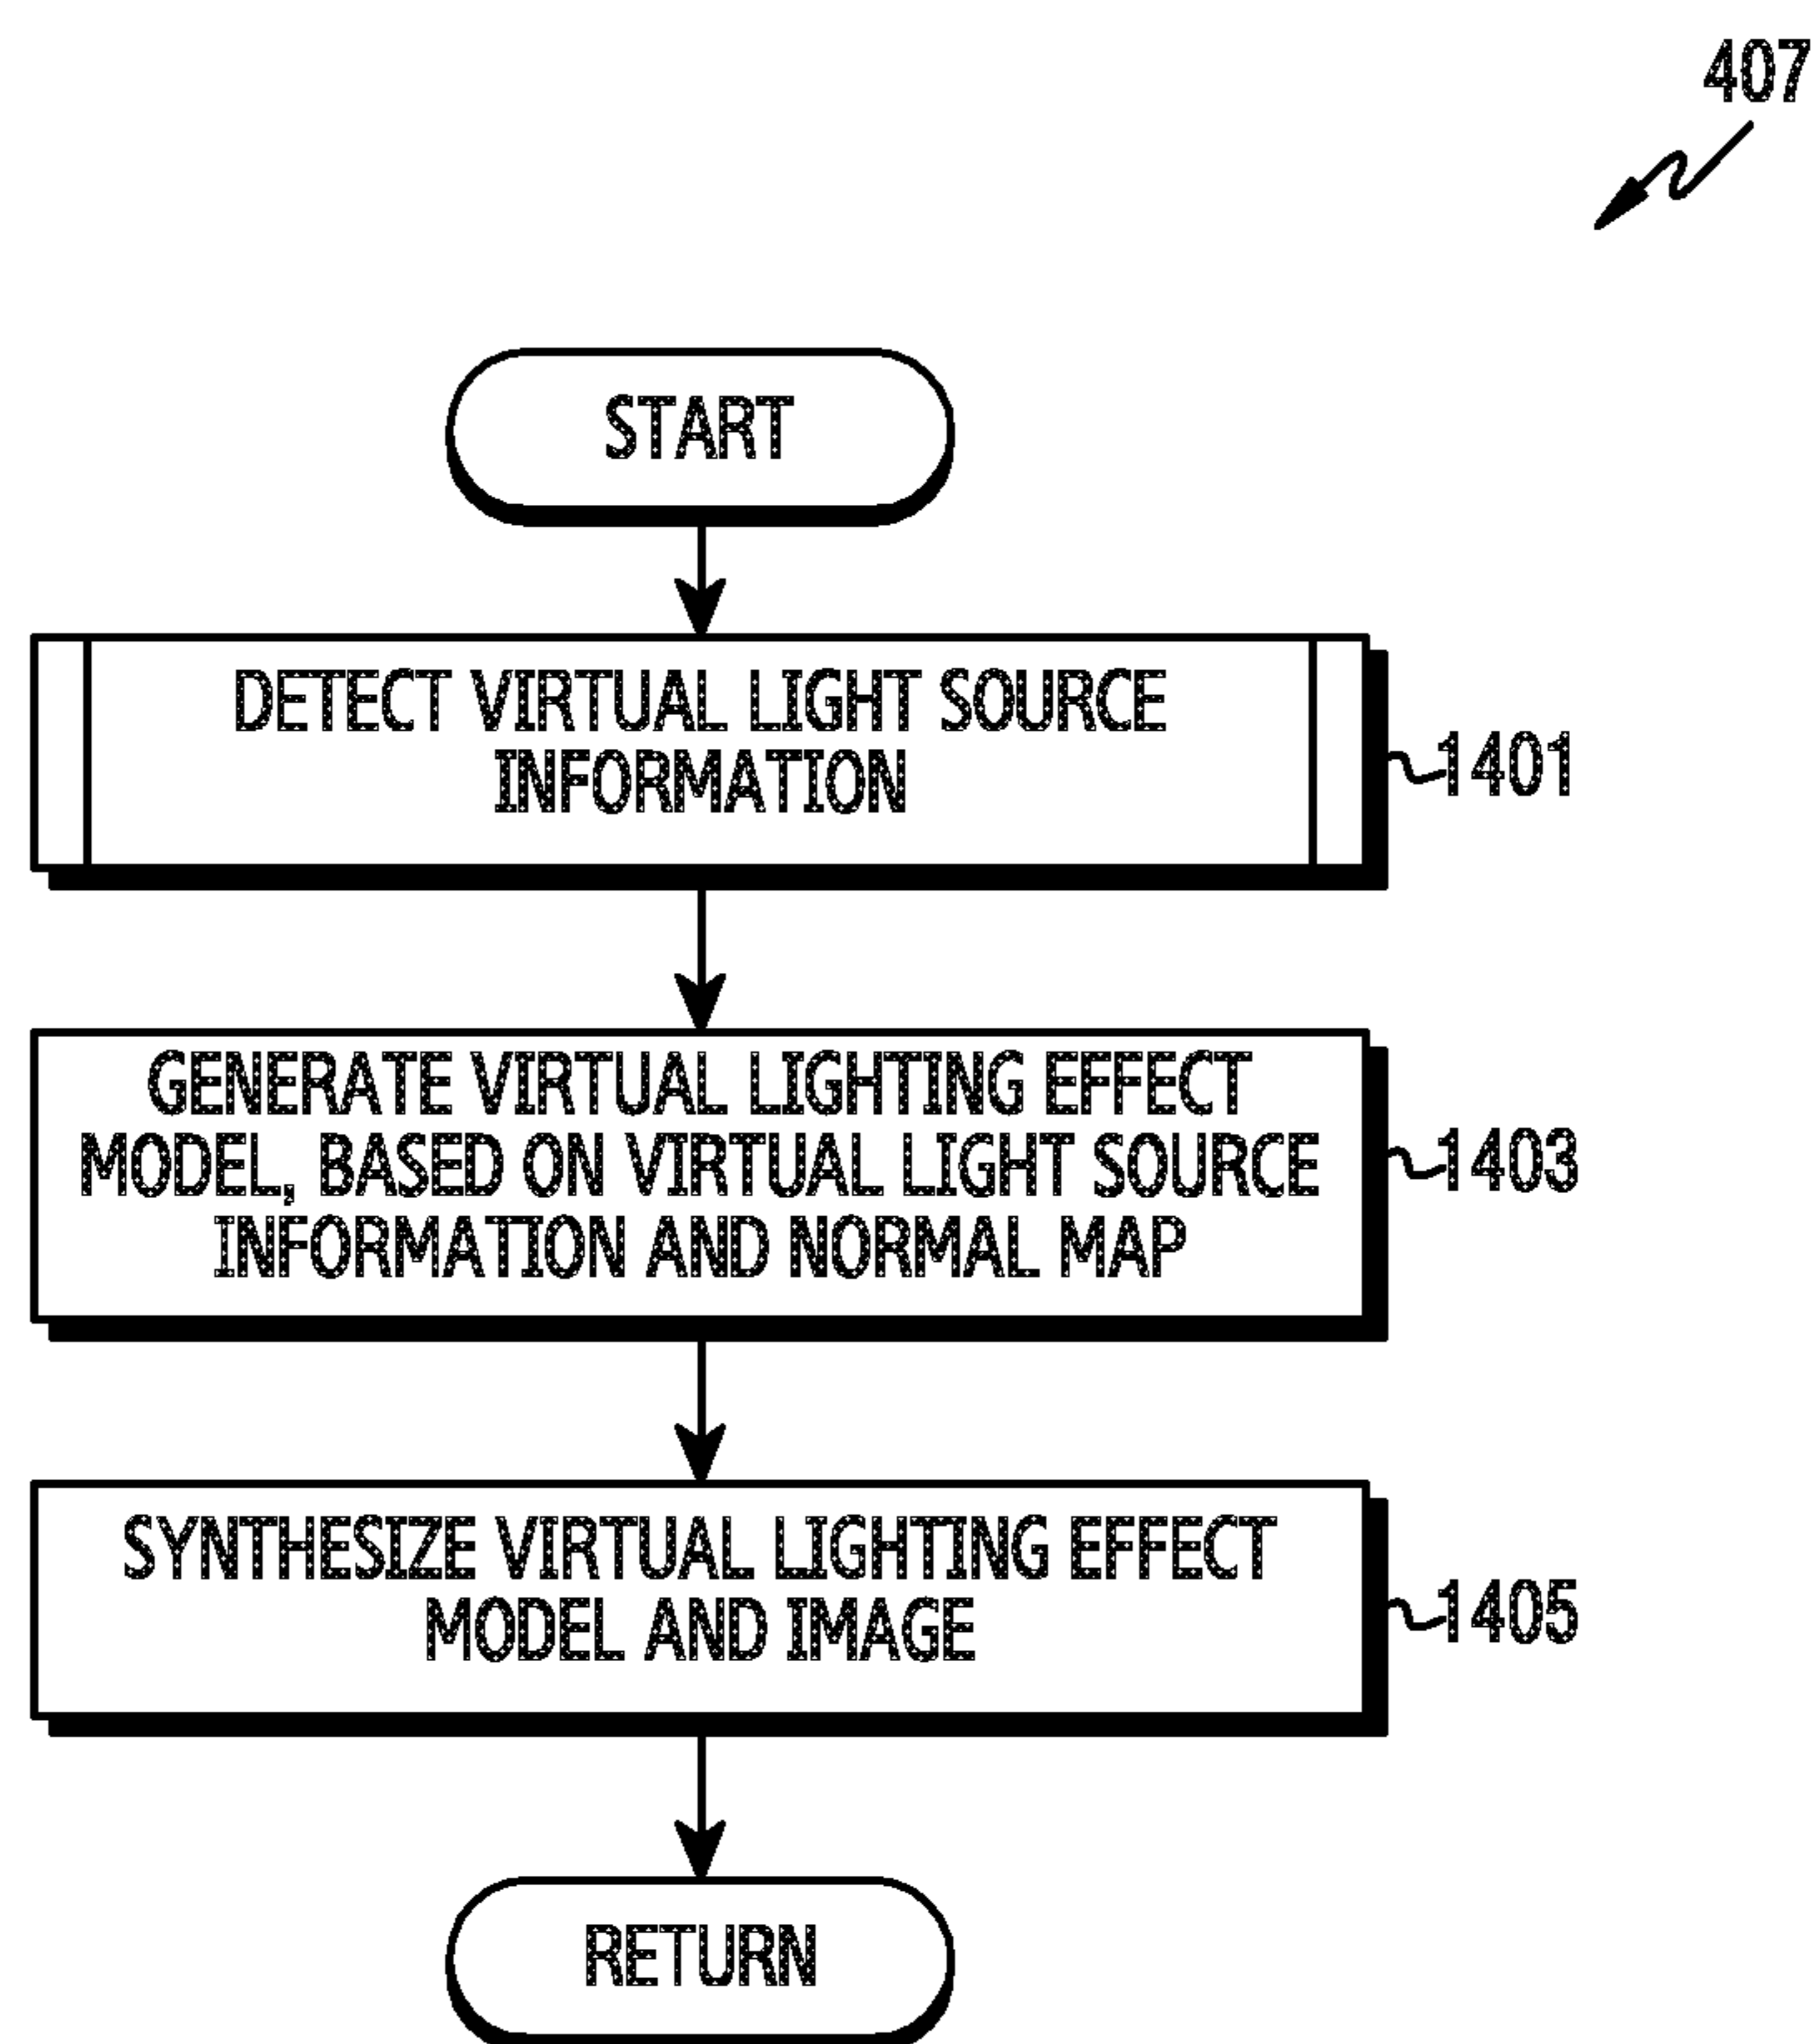 407
START
DETECT VIRTUAL LIGHT SOURCE
INFORMATION
1401
GENERATE VIRTUAL LIGHTING EFFECT
MODEL, BASED ON VIRTUAL LIGHT SOURCE
INFORMATION AND NORMAL MAP
1403
SYNTHESIZE VIRTUAL LIGHTING EFFECT
MODEL AND IMAGE
1405
RETURN